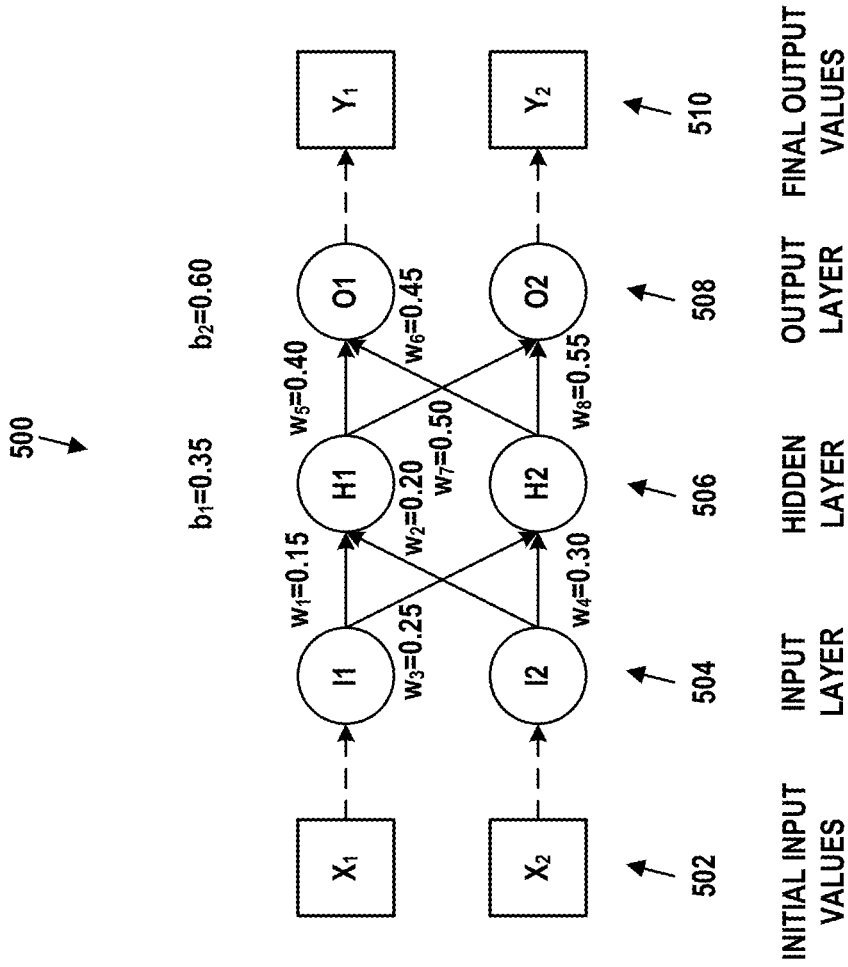 500
b₁=0.35
b₂=0.60
X₁
I1
w₁=0.15
H1
w₅=0.40
O1
Y₁
w₃=0.25
w₂=0.20
w₇=0.50
w₆=0.45
X₂
I2
w₄=0.30
H2
w₈=0.55
O2
Y₂
502
504
506
508
510
INITIAL INPUT
VALUES
INPUT
LAYER
HIDDEN
LAYER
OUTPUT
LAYER
FINAL OUTPUT
VALUES